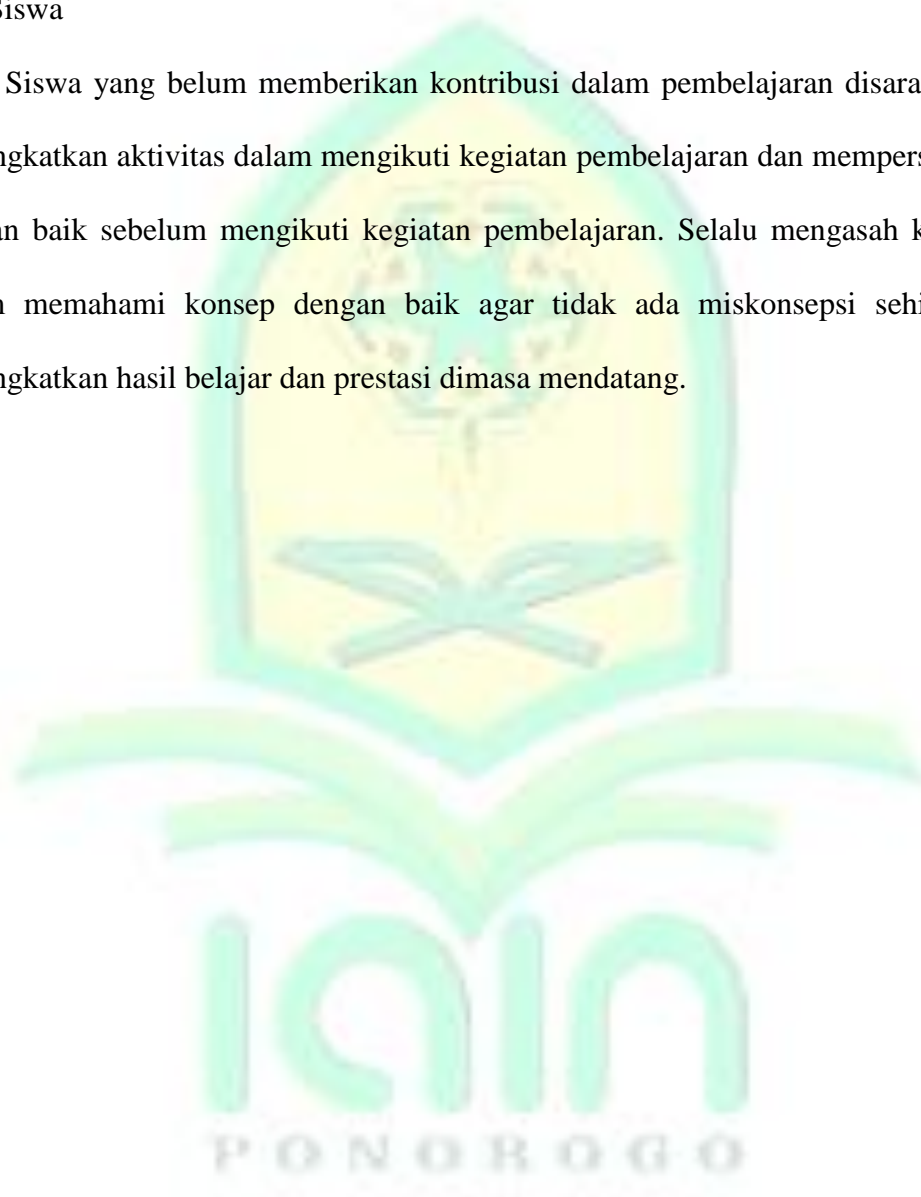 Siswa
Siswa yang belum memberikan kontribusi dalam pembelajaran disara
ngkatkan aktivitas dalam mengikuti kegiatan pembelajaran dan mempers
n baik sebelum mengikuti kegiatan pembelajaran. Selalu mengasah k
memahami konsep dengan baik agar tidak ada miskonsepsi sehi
ngkatkan hasil belajar dan prestasi dimasa mendatang.
iain
PONOROGO